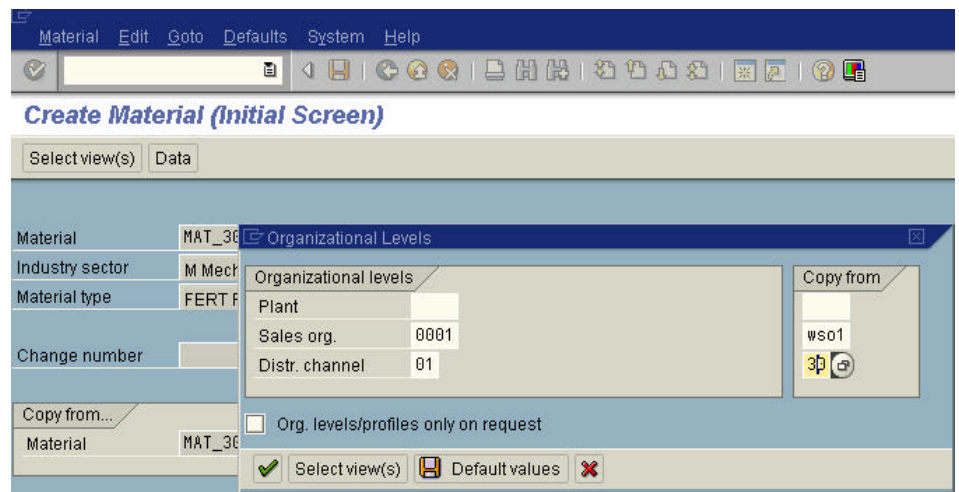 Material Edit Goto Defaults System Help
Create Material (Initial Screen)
Select view(s) Data
Material MAT_30
Industry sector M Mech
Material type FERT F
Change number
Copy from...
Material MAT_30
Organizational Levels
Organizational levels
Plant
Sales org. 0001
Distr. channel 01
Copy from
wso1
30
Org. levels/profiles only on request
Select view(s) Default values